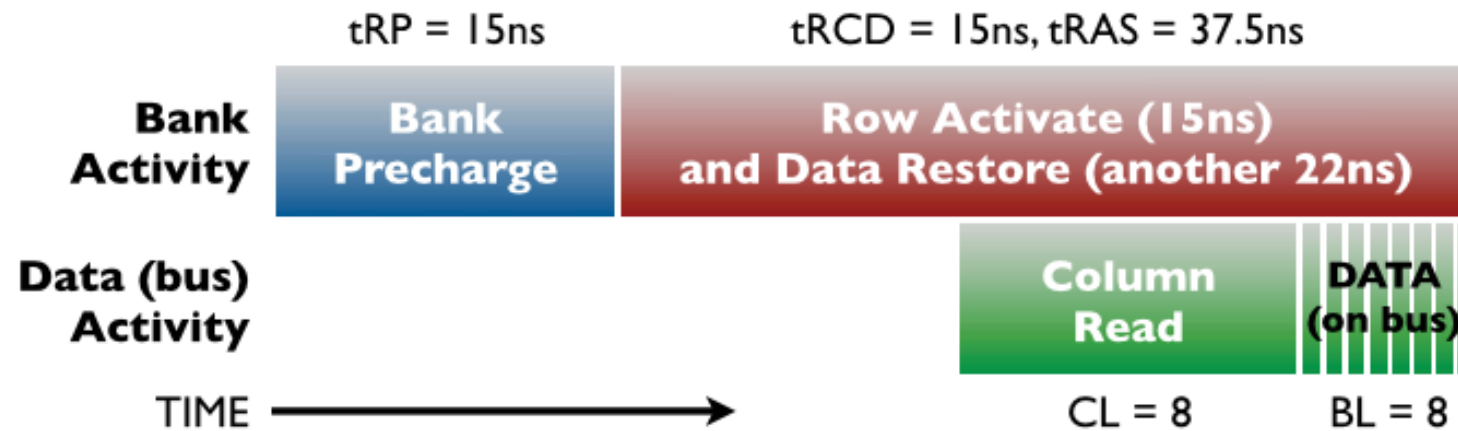 tRP = 15ns
tRCD = 15ns, tRAS = 37.5ns
Bank
Activity
Bank
Precharge
Row Activate (15ns)
and Data Restore (another 22ns)
Data (bus)
Activity
Column
Read
DATA
(on bus)
TIME
CL = 8
BL = 8